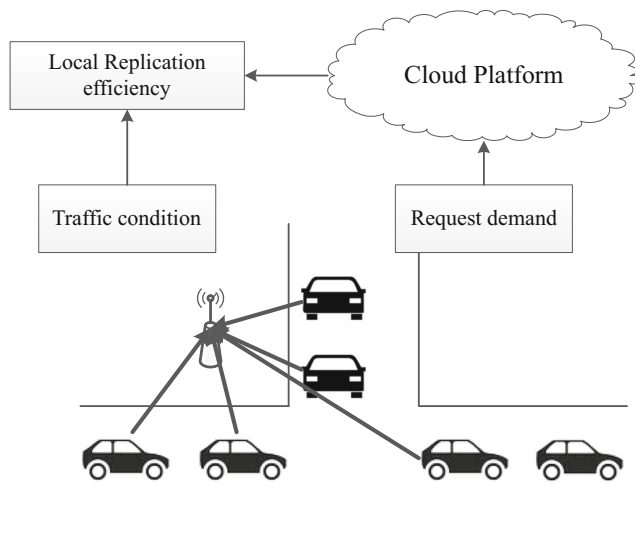 Local Replication
efficiency
Cloud Platform
Traffic condition
Request demand